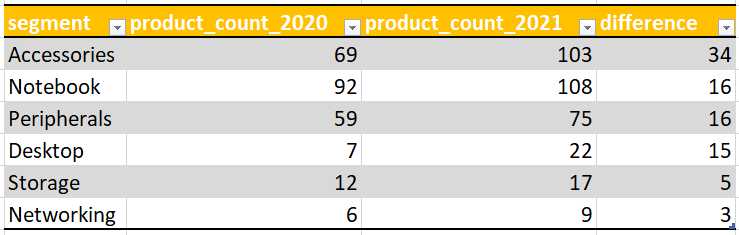 segment product_count_2020 product_count_2021 difference
Accessories 69 103 34
Notebook 92 108 16
Peripherals 59 75 16
Desktop 7 22 15
Storage 12 17 5
Networking 6 9 3